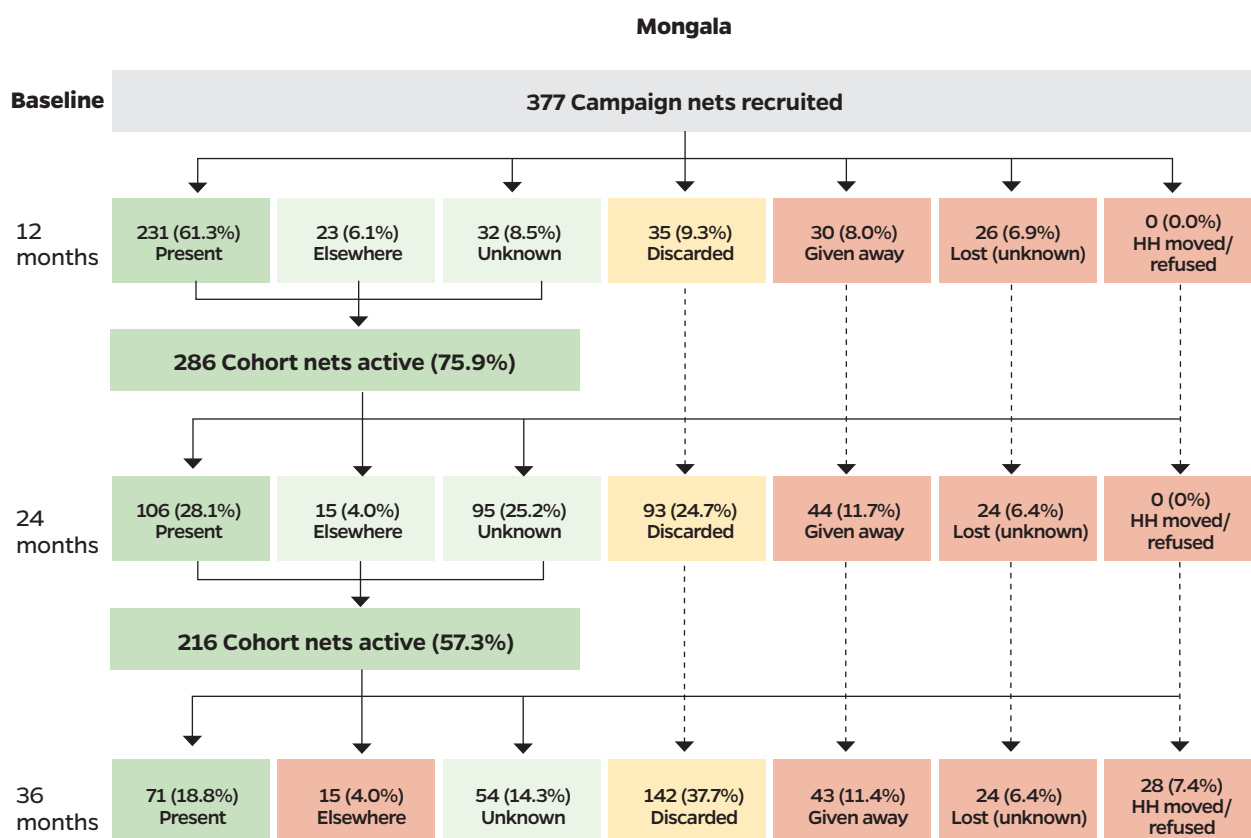 Mongala
Baseline
377 Campaign nets recruited
12
months
231 (61.3%)
Present
23 (6.1%)
Elsewhere
32 (8.5%)
Unknown
35 (9.3%)
Discarded
30 (8.0%)
Given away
26 (6.9%)
Lost (unknown)
0 (0.0%)
HH moved/
refused
286 Cohort nets active (75.9%)
24
months
106 (28.1%)
Present
15 (4.0%)
Elsewhere
95 (25.2%)
Unknown
93 (24.7%)
Discarded
44 (11.7%)
Given away
24 (6.4%)
Lost (unknown)
0 (0%)
HH moved/
refused
216 Cohort nets active (57.3%)
36
months
71 (18.8%)
Present
15 (4.0%)
Elsewhere
54 (14.3%)
Unknown
142 (37.7%)
Discarded
43 (11.4%)
Given away
24 (6.4%)
Lost (unknown)
28 (7.4%)
HH moved/
refused